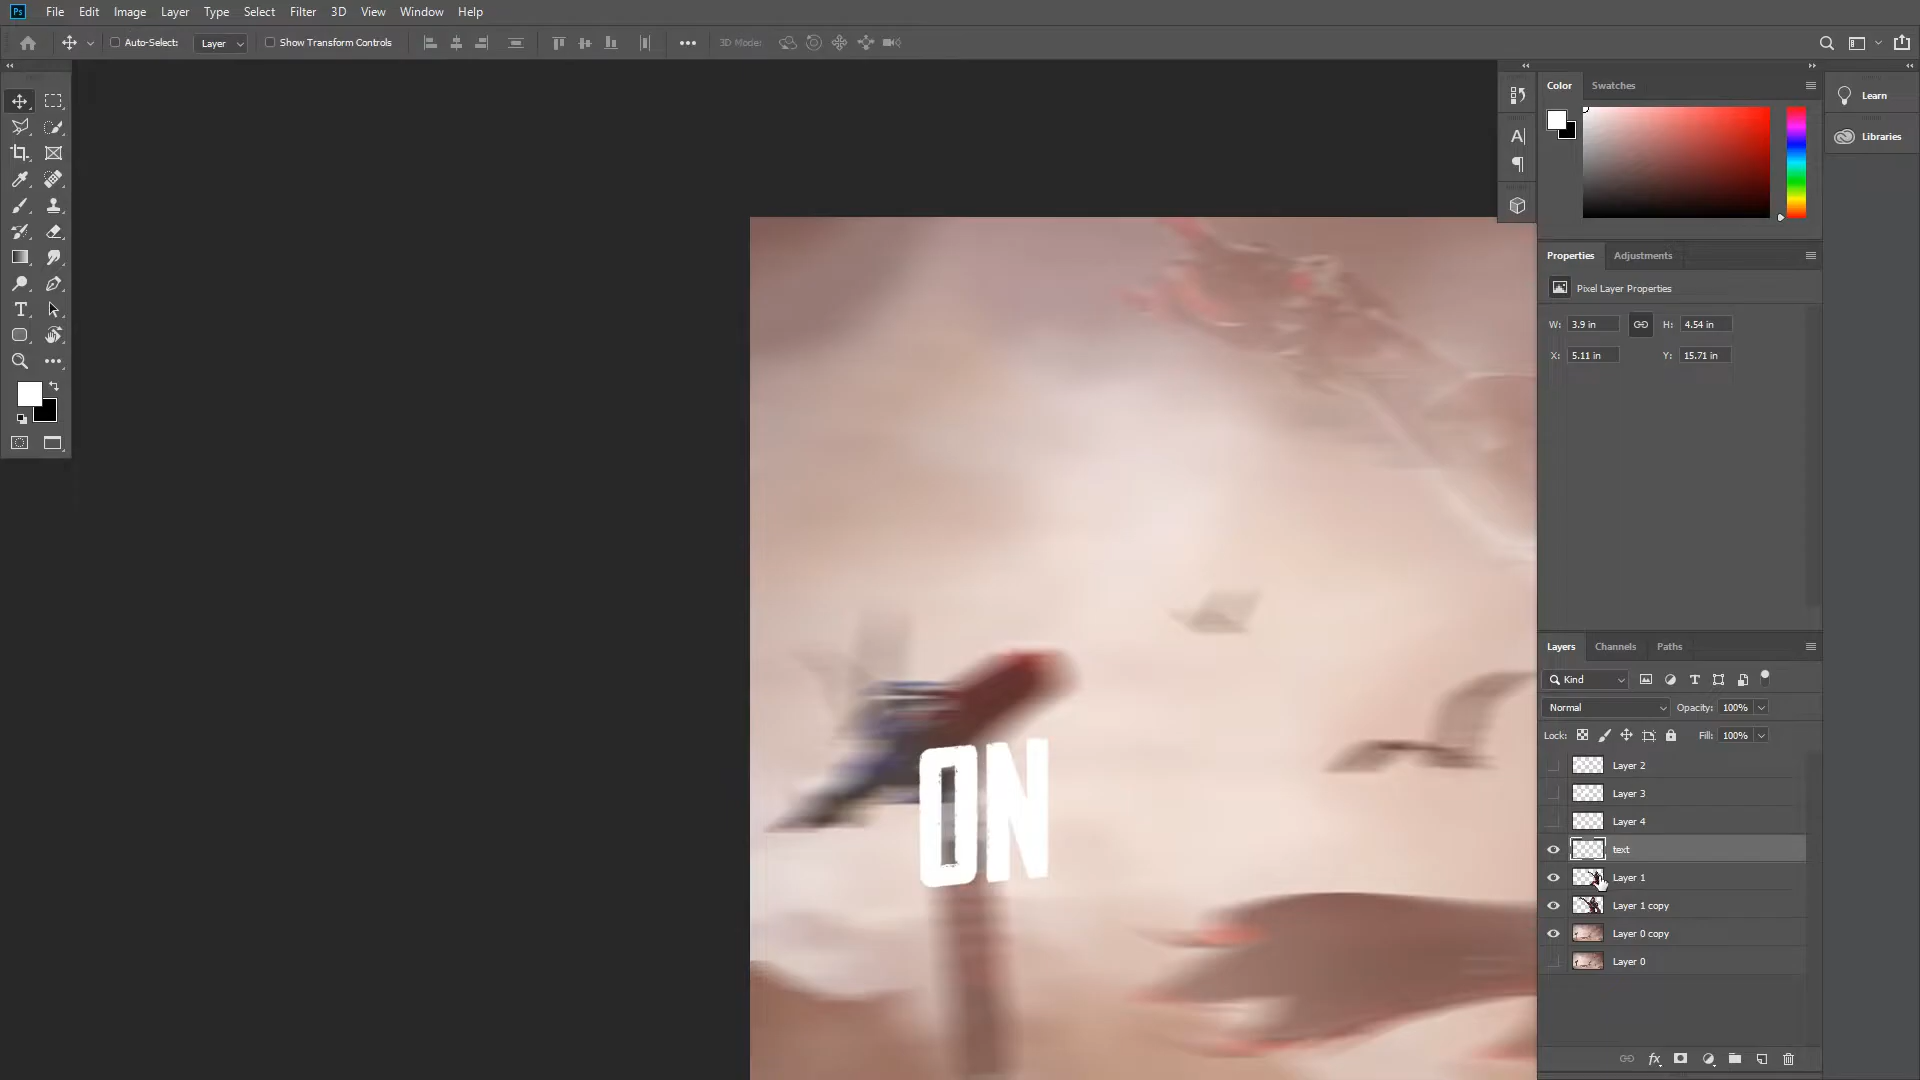 Ps File Edit Image Layer Type Select Filter 3D View Window Help
Auto-Select: Layer Show Transform Controls 3D Mode:
Color Swatches
Learn
Libraries
Properties Adjustments
Pixel Layer Properties
W: 3.9 in H: 4.54 in
X: 5.11 in Y: 15.71 in
ON
Layers Channels Paths
Kind
Normal Opacity: 100%
Lock: Fill: 100%
Layer 2
Layer 3
Layer 4
text
Layer 1
Layer 1 copy
Layer 0 copy
Layer 0
fx